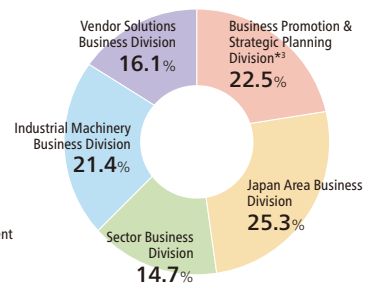 Vendor Solutions
Business Division
16.1%
Business Promotion &
Strategic Planning
Division*3
22.5%
Industrial Machinery
Business Division
21.4%
Japan Area Business
Division
25.3%
Sector Business
Division
14.7%
ent